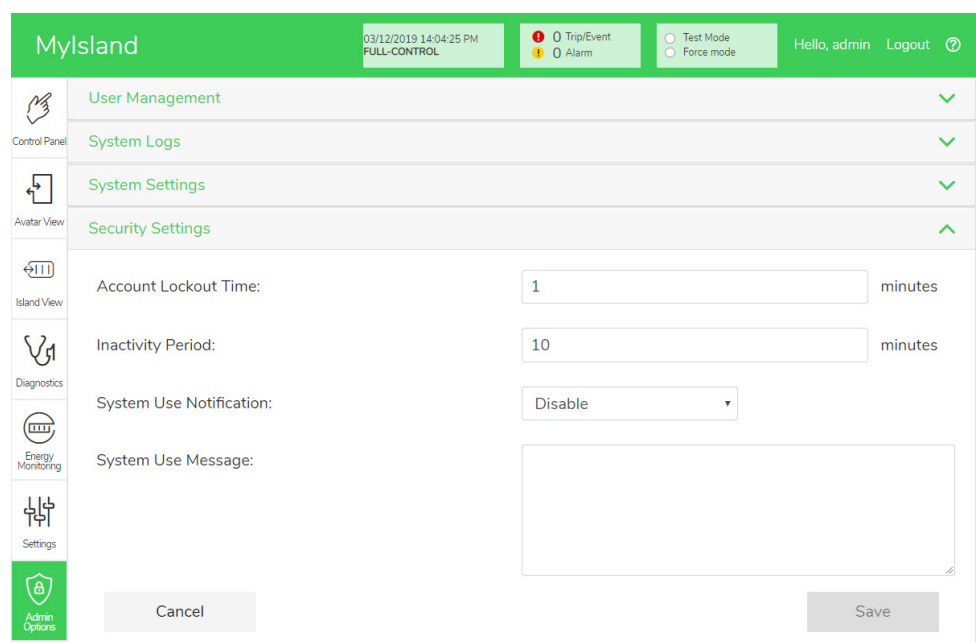 MyIsland
03/12/2019 14:04:25 PM
FULL-CONTROL
0 Trip/Event
0 Alarm
Test Mode
Force mode
Hello, admin Logout
Control Panel
Avatar View
Island View
Diagnostics
Energy
Monitoring
Settings
Admin
Options
User Management
System Logs
System Settings
Security Settings
Account Lockout Time: 1 minutes
Inactivity Period: 10 minutes
System Use Notification: Disable
System Use Message:
Cancel Save